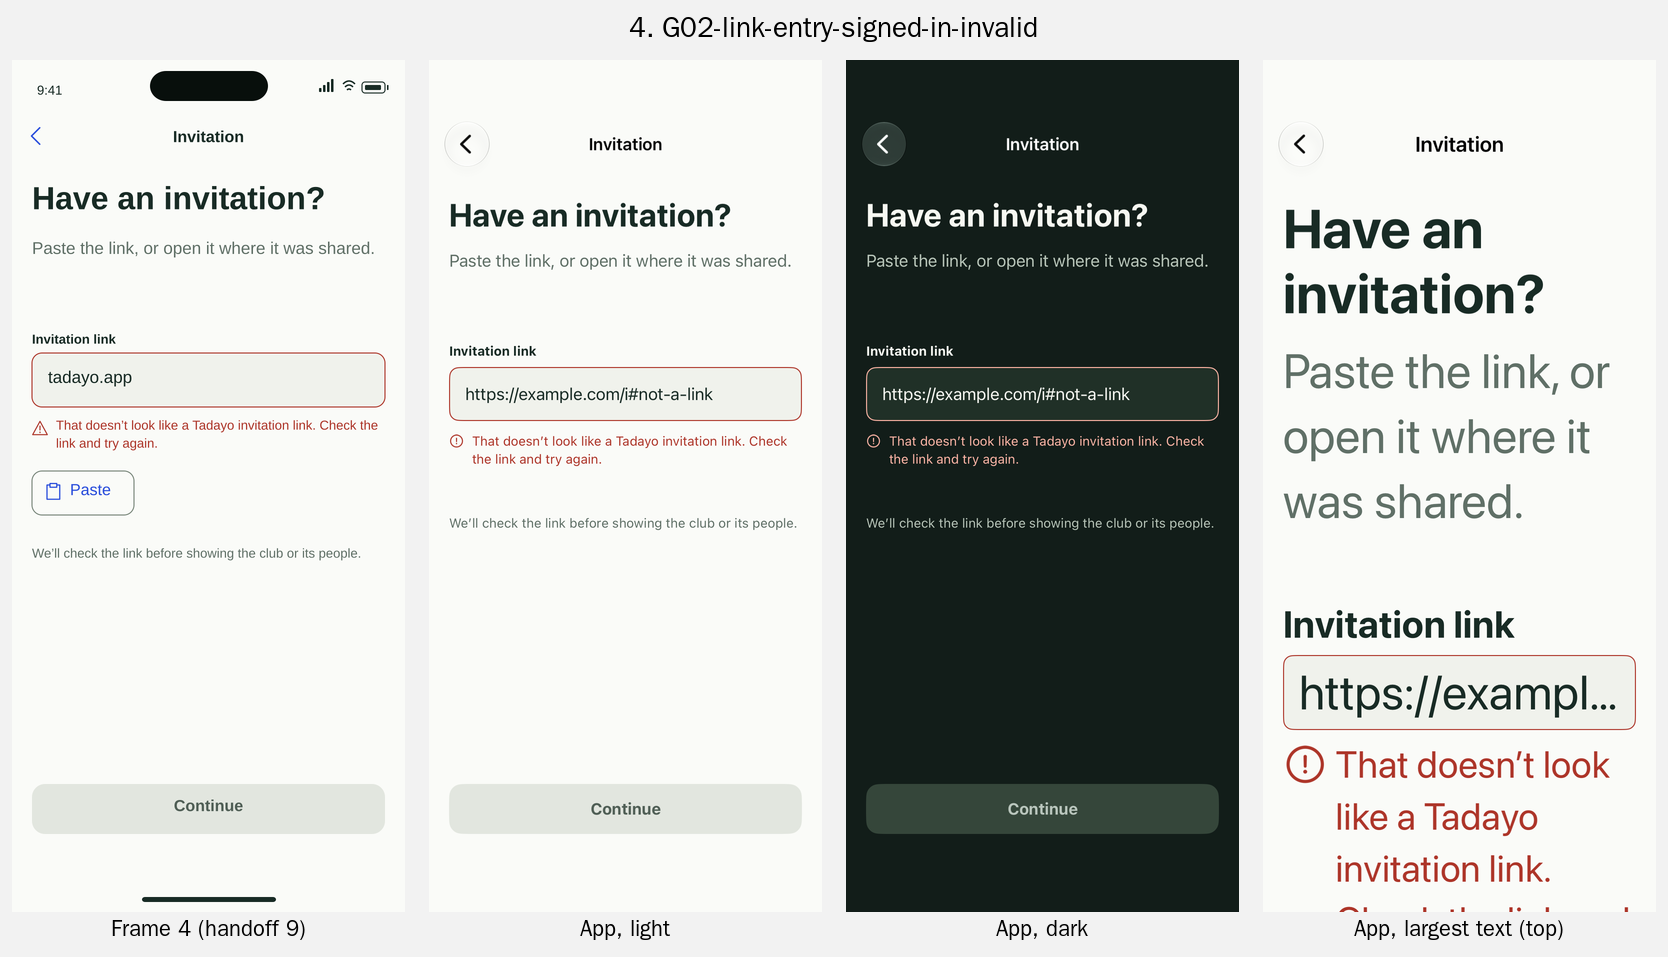 4. G02-link-entry-signed-in-invalid
9:41
Invitation
Have an invitation?
Paste the link, or open it where it was shared.
Invitation link
tadayo.app
That doesn't look like a Tadayo invitation link. Check the
link and try again.
Paste
We'll check the link before showing the club or its people.
Continue
Frame 4 (handoff 9)
Invitation
Have an invitation?
Paste the link, or open it where it was shared.
Invitation link
https://example.com/i#not-a-link
That doesn’t look like a Tadayo invitation link. Check
the link and try again.
We’ll check the link before showing the club or its people.
Continue
App, light
Invitation
Have an invitation?
Paste the link, or open it where it was shared.
Invitation link
https://example.com/i#not-a-link
That doesn’t look like a Tadayo invitation link. Check
the link and try again.
We’ll check the link before showing the club or its people.
Continue
App, dark
Invitation
Have an
invitation?
Paste the link, or
open it where it
was shared.
Invitation link
https://exampl...
That doesn’t look
like a Tadayo
invitation link.
App, largest text (top)